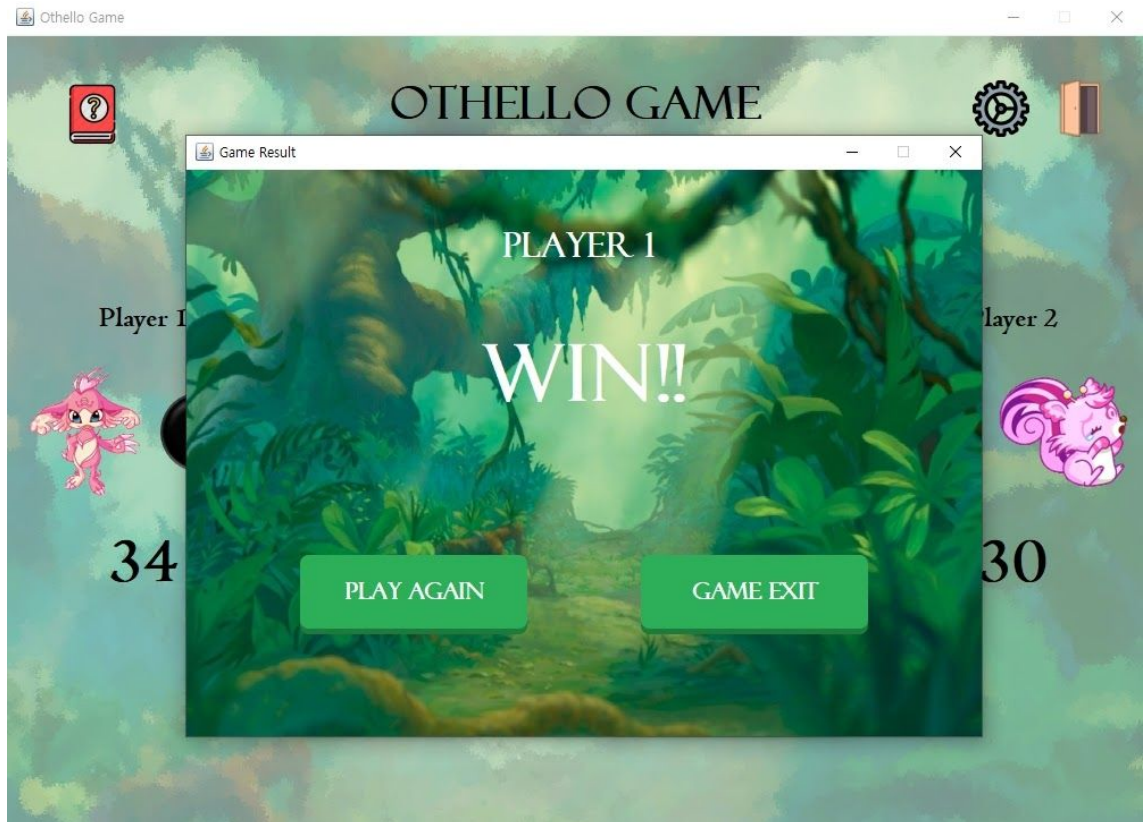 Othello Game
?
OTHELLO GAME
Game Result
PLAYER 1
Player 1
layer 2
WIN!!
34
30
PLAY AGAIN
GAME EXIT